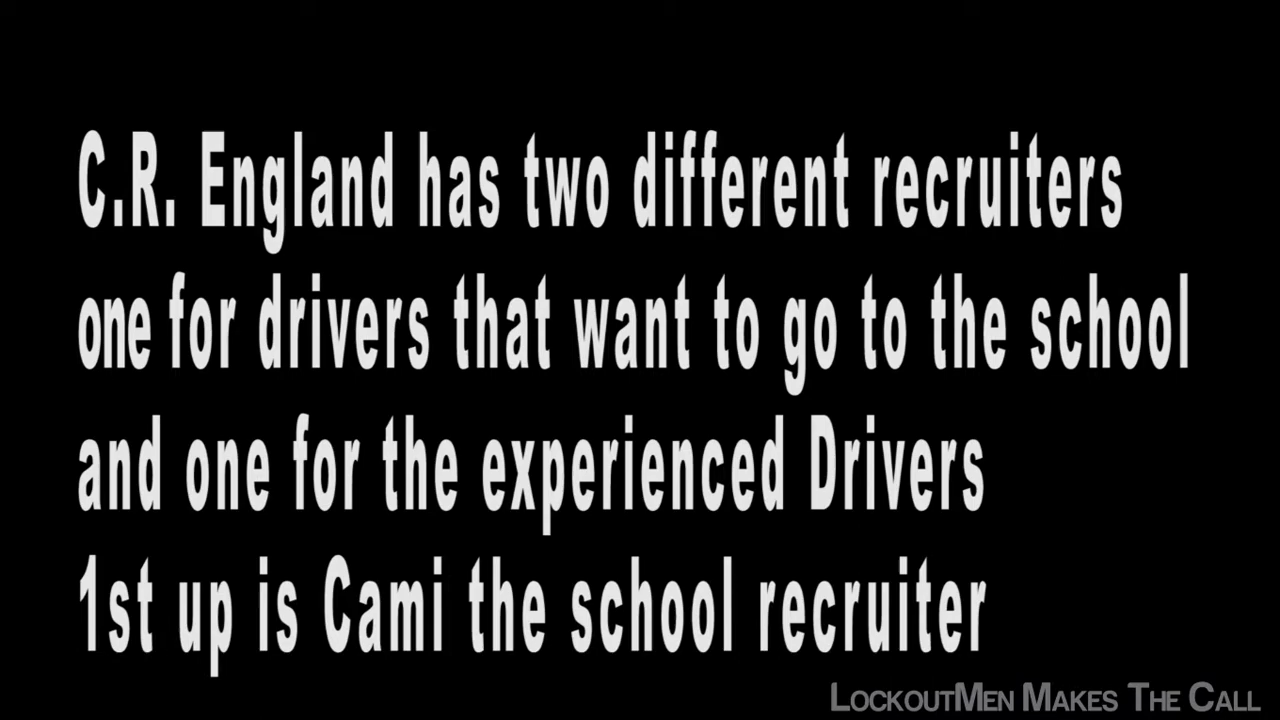 C.R. England has two different recruiters
one for drivers that want to go to the school
and one for the experienced Drivers
1st up is Cami the school recruiter
LockoutMen Makes The Call